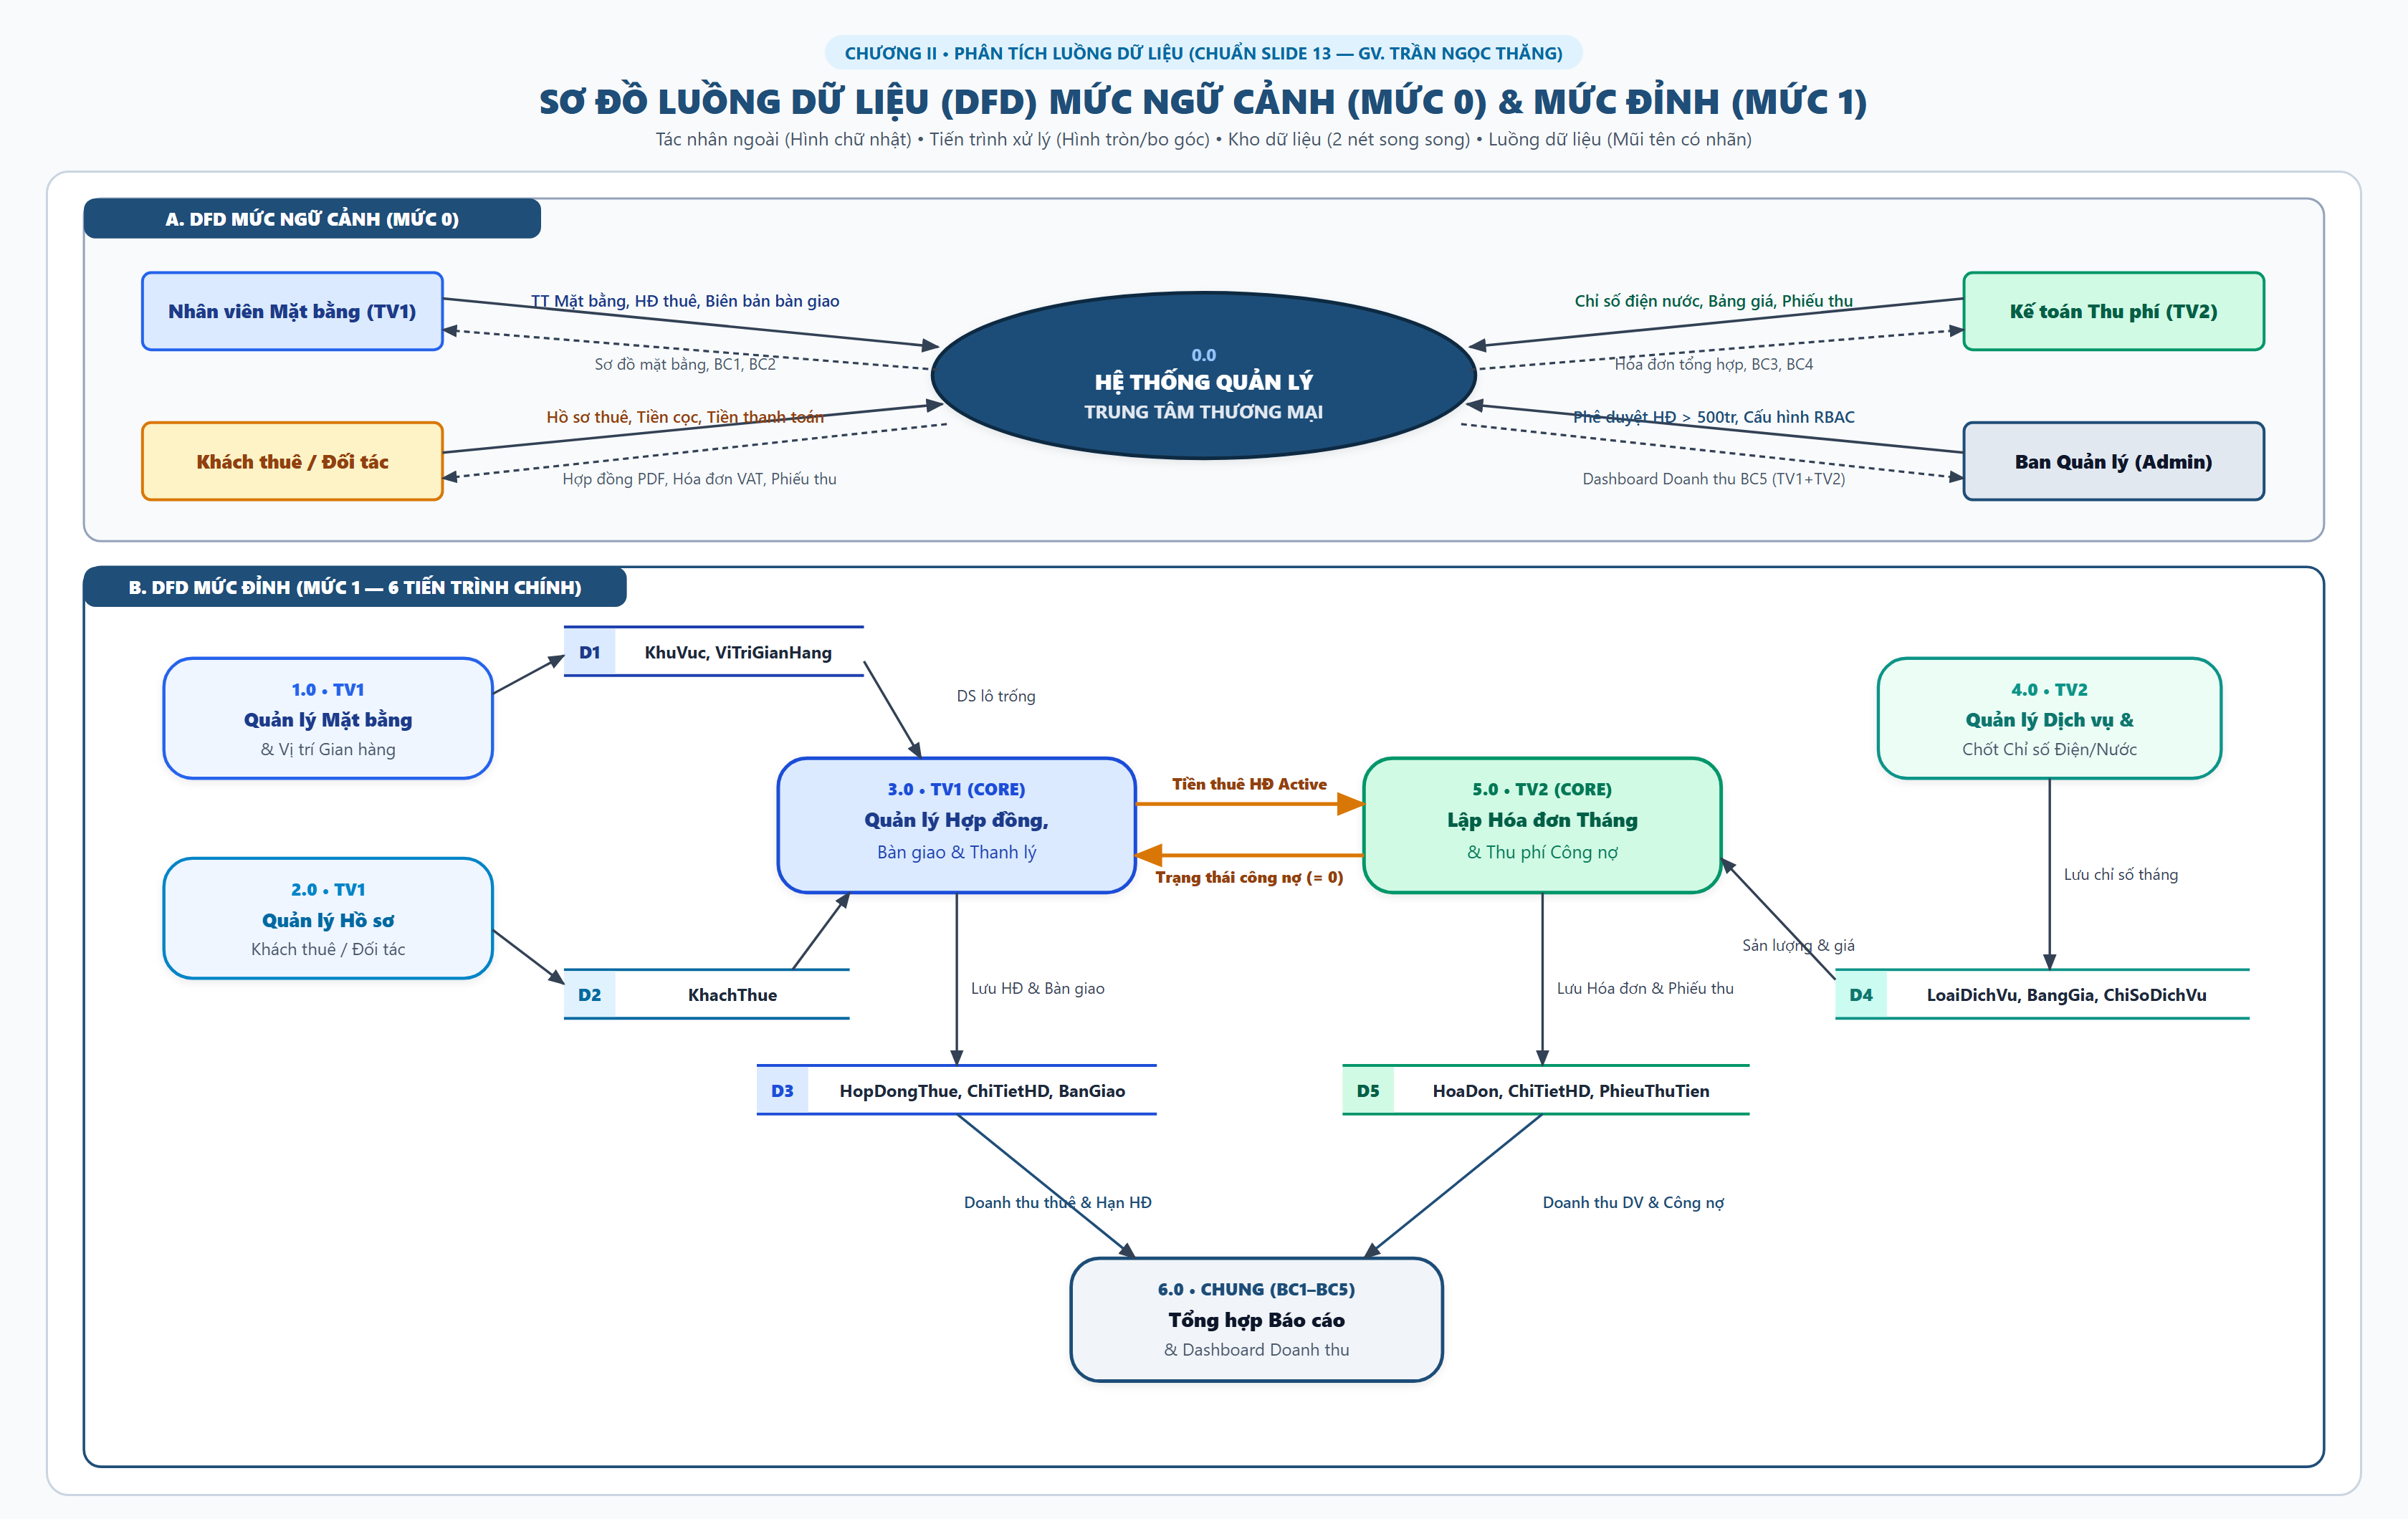 CHƯƠNG II • PHÂN TÍCH LUỒNG DỮ LIỆU (CHUẨN SLIDE 13 — GV. TRẦN NGỌC THĂNG)
SƠ ĐỒ LUỒNG DỮ LIỆU (DFD) MỨC NGỮ CẢNH (MỨC 0) & MỨC ĐỈNH (MỨC 1)
Tác nhân ngoài (Hình chữ nhật) • Tiến trình xử lý (Hình tròn/bo góc) • Kho dữ liệu (2 nét song song) • Luồng dữ liệu (Mũi tên có nhãn)
A. DFD MỨC NGỮ CẢNH (MỨC 0)
Nhân viên Mặt bằng (TV1)
TT Mặt bằng, HĐ thuê, Biên bản bàn giao
Sơ đồ mặt bằng, BC1, BC2
Khách thuê / Đối tác
Hồ sơ thuê, Tiền cọc, Tiền thanh toán
Hợp đồng PDF, Hóa đơn VAT, Phiếu thu
0.0
HỆ THỐNG QUẢN LÝ
TRUNG TÂM THƯƠNG MẠI
Chỉ số điện nước, Bảng giá, Phiếu thu
Hóa đơn tổng hợp, BC3, BC4
Kế toán Thu phí (TV2)
Phê duyệt HĐ > 500tr, Cấu hình RBAC
Dashboard Doanh thu BC5 (TV1+TV2)
Ban Quản lý (Admin)
B. DFD MỨC ĐỈNH (MỨC 1 — 6 TIẾN TRÌNH CHÍNH)
1.0 • TV1
Quản lý Mặt bằng
& Vị trí Gian hàng
D1
KhuVuc, ViTriGianHang
DS lô trống
4.0 • TV2
Quản lý Dịch vụ &
Chốt Chỉ số Điện/Nước
2.0 • TV1
Quản lý Hồ sơ
Khách thuê / Đối tác
3.0 • TV1 (CORE)
Quản lý Hợp đồng,
Bàn giao & Thanh lý
Tiền thuê HĐ Active
Trạng thái công nợ (= 0)
5.0 • TV2 (CORE)
Lập Hóa đơn Tháng
& Thu phí Công nợ
Lưu chỉ số tháng
Sản lượng & giá
D2
KhachThue
Lưu HĐ & Bàn giao
Lưu Hóa đơn & Phiếu thu
D4
LoaiDichVu, BangGia, ChiSoDichVu
D3
HopDongThue, ChiTietHD, BanGiao
D5
HoaDon, ChiTietHD, PhieuThuTien
Doanh thu thuê & Hạn HĐ
Doanh thu DV & Công nợ
6.0 • CHUNG (BC1–BC5)
Tổng hợp Báo cáo
& Dashboard Doanh thu